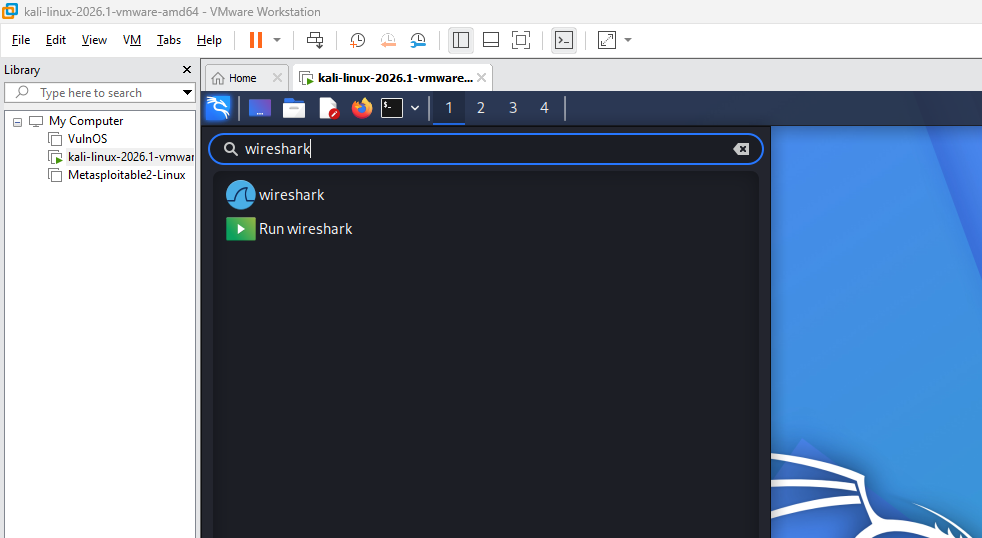 kali-linux-2026.1-vmware-amd64 - VMware Workstation
File Edit View VM Tabs Help
Library
Type here to search
My Computer
VulnOS
kali-linux-2026.1-vmwar
Metasploitable2-Linux
Home
kali-linux-2026.1-vmware...
1 2 3 4
wireshark
wireshark
Run wireshark